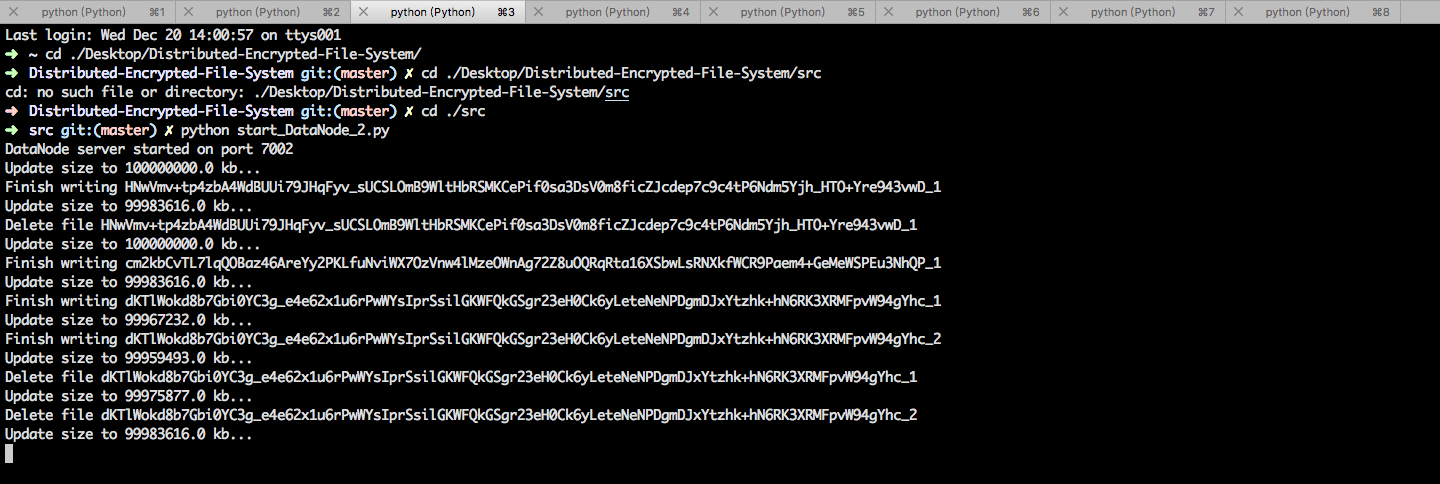 python (Python) ⌘1 python (Python) ⌘2 python (Python) ⌘3 python (Python) ⌘4 python (Python) ⌘5 python (Python) ⌘6 python (Python) ⌘7 python (Python) ⌘8
Last login: Wed Dec 20 14:00:57 on ttys001
➜ ~ cd ./Desktop/Distributed-Encrypted-File-System/
➜ Distributed-Encrypted-File-System git:(master) ✗ cd ./Desktop/Distributed-Encrypted-File-System/src
cd: no such file or directory: ./Desktop/Distributed-Encrypted-File-System/src
➜ Distributed-Encrypted-File-System git:(master) ✗ cd ./src
➜ src git:(master) ✗ python start_DataNode_2.py
DataNode server started on port 7002
Update size to 100000000.0 kb...
Finish writing HNwVmv+tp4zbA4WdBUUi79JHqFyv_sUCSLOmB9WltHbRSMKCePif0sa3DsV0m8ficZJcdep7c9c4tP6Ndm5Yjh_HTO+Yre943vwD_1
Update size to 99983616.0 kb...
Delete file HNwVmv+tp4zbA4WdBUUi79JHqFyv_sUCSLOmB9WltHbRSMKCePif0sa3DsV0m8ficZJcdep7c9c4tP6Ndm5Yjh_HTO+Yre943vwD_1
Update size to 100000000.0 kb...
Finish writing cm2kbCvTL7lqQOBaz46AreYy2PKLfuNviWX7OzVnw4lMzeOWnAg72Z8uOQRqRta16XSbwLsRNXkfWCR9Paem4+GeMeWSPEu3NhQP_1
Update size to 99983616.0 kb...
Finish writing dKTlWokd8b7Gbi0YC3g_e4e62x1u6rPwWYsIprSsilGKWFQkGSgr23eH0Ck6yLeteNeNPDgmDJxYtzhk+hN6RK3XRMFpvW94gYhc_1
Update size to 99967232.0 kb...
Finish writing dKTlWokd8b7Gbi0YC3g_e4e62x1u6rPwWYsIprSsilGKWFQkGSgr23eH0Ck6yLeteNeNPDgmDJxYtzhk+hN6RK3XRMFpvW94gYhc_2
Update size to 99959493.0 kb...
Delete file dKTlWokd8b7Gbi0YC3g_e4e62x1u6rPwWYsIprSsilGKWFQkGSgr23eH0Ck6yLeteNeNPDgmDJxYtzhk+hN6RK3XRMFpvW94gYhc_1
Update size to 99975877.0 kb...
Delete file dKTlWokd8b7Gbi0YC3g_e4e62x1u6rPwWYsIprSsilGKWFQkGSgr23eH0Ck6yLeteNeNPDgmDJxYtzhk+hN6RK3XRMFpvW94gYhc_2
Update size to 99983616.0 kb...